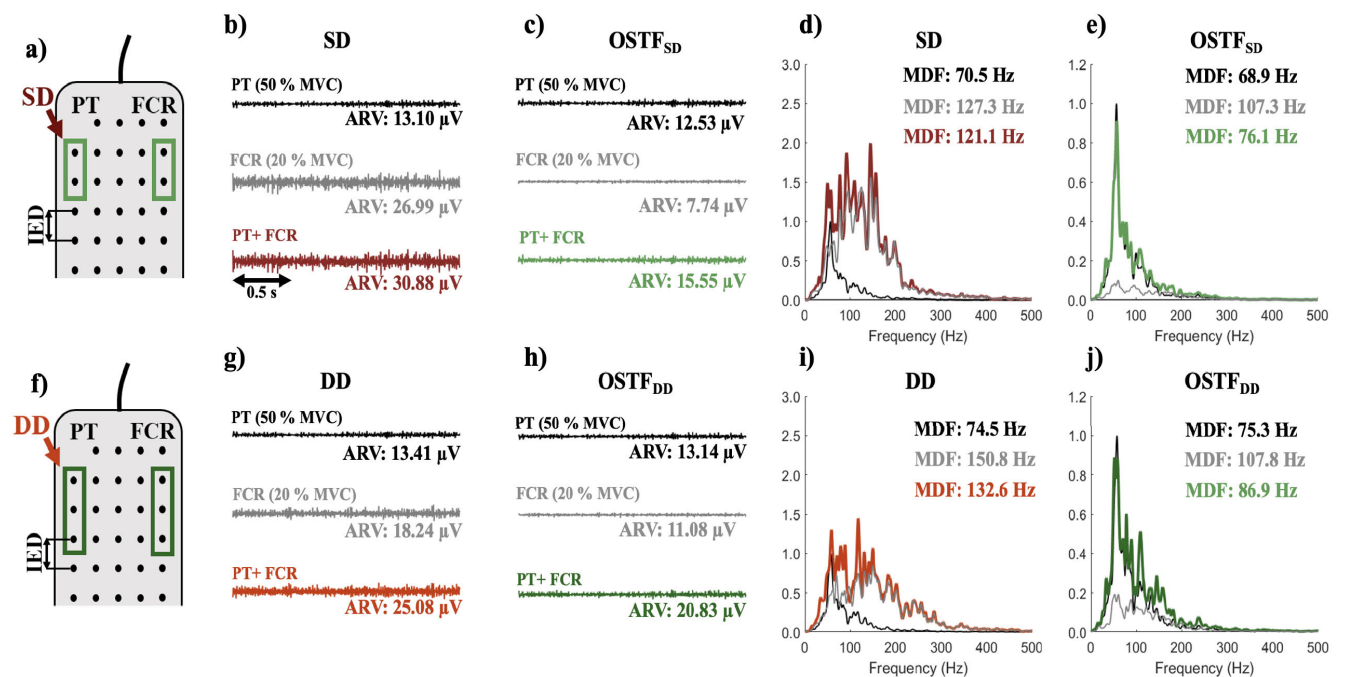 a)
SD
PT
FCR
IED
b)
SD
PT (50 % MVC)
ARV: 13.10 µV
FCR (20 % MVC)
ARV: 26.99 µV
PT+ FCR
ARV: 30.88 µV
0.5 s
c)
OSTF_SD
PT (50 % MVC)
ARV: 12.53 µV
FCR (20 % MVC)
ARV: 7.74 µV
PT+ FCR
ARV: 15.55 µV
d)
SD
MDF: 70.5 Hz
MDF: 127.3 Hz
MDF: 121.1 Hz
3.0
2.5
2.0
1.5
1.0
0.5
0.0
0 100 200 300 400 500
Frequency (Hz)
e)
OSTF_SD
MDF: 68.9 Hz
MDF: 107.3 Hz
MDF: 76.1 Hz
1.2
1.0
0.8
0.6
0.4
0.2
0.0
0 100 200 300 400 500
Frequency (Hz)
f)
DD
PT
FCR
IED
g)
DD
PT (50 % MVC)
ARV: 13.41 µV
FCR (20 % MVC)
ARV: 18.24 µV
PT+ FCR
ARV: 25.08 µV
h)
OSTF_DD
PT (50 % MVC)
ARV: 13.14 µV
FCR (20 % MVC)
ARV: 11.08 µV
PT+ FCR
ARV: 20.83 µV
i)
DD
MDF: 74.5 Hz
MDF: 150.8 Hz
MDF: 132.6 Hz
3.0
2.5
2.0
1.5
1.0
0.5
0.0
0 100 200 300 400 500
Frequency (Hz)
j)
OSTF_DD
MDF: 75.3 Hz
MDF: 107.8 Hz
MDF: 86.9 Hz
1.2
1.0
0.8
0.6
0.4
0.2
0.0
0 100 200 300 400 500
Frequency (Hz)